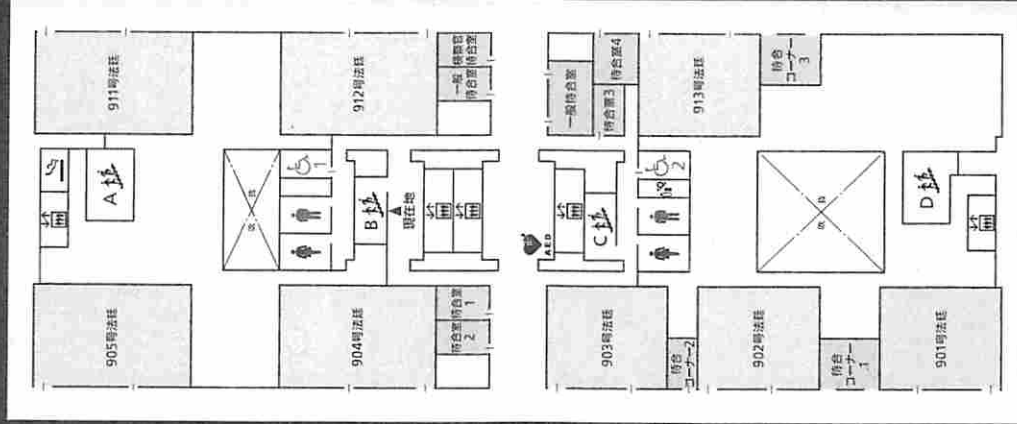 911号法廷
912号法廷
一般
待合室
検察官
待合室
一般待合室
待合室3
待合室4
913号法廷
待合
コーナー
3
A
1
B
現在地
吹
吹
AED
C
2
吹
吹
D
905号法廷
904号法廷
待合室
2
待合室
1
903号法廷
待合
コーナー2
902号法廷
待合
コーナー
1
901号法廷